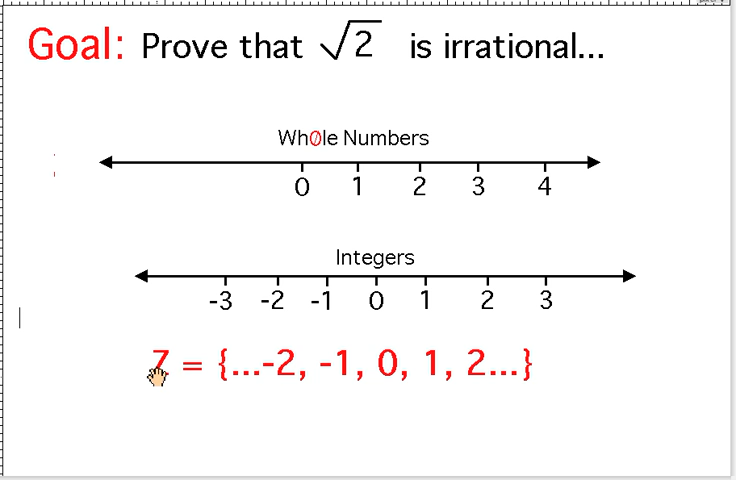 Goal: Prove that √2 is irrational...
Wh0le Numbers
0 1 2 3 4
Integers
-3 -2 -1 0 1 2 3
Z = {...-2, -1, 0, 1, 2...}